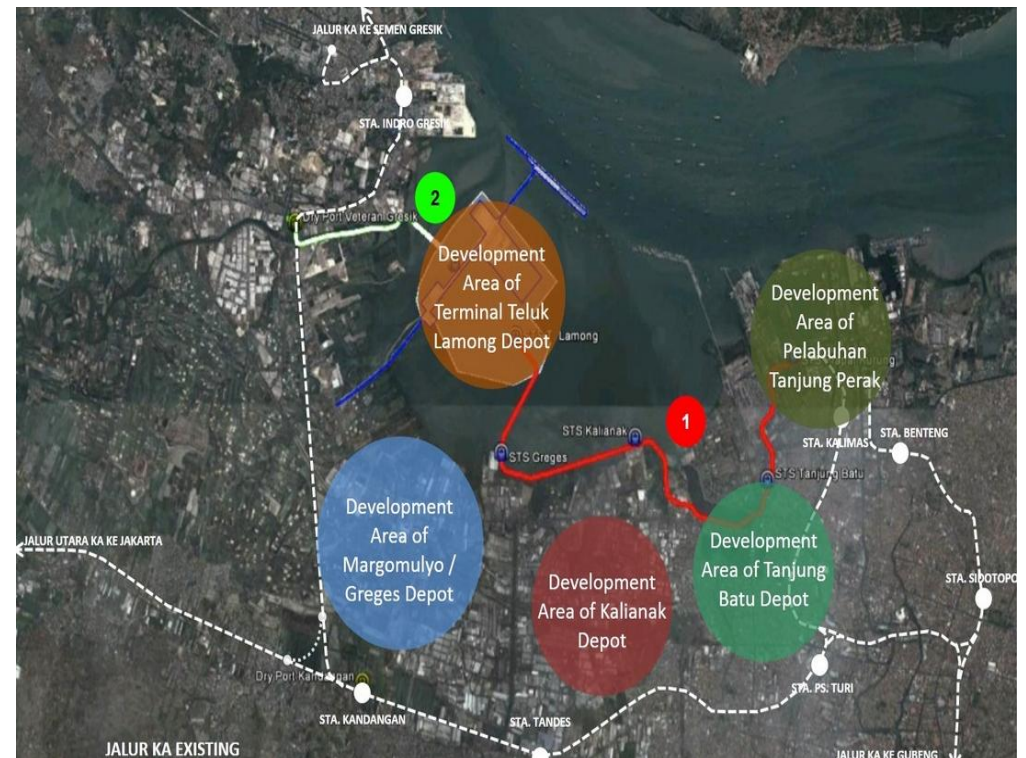 JALUR KA KE SEMEN GRESIK
STA. INDRO GRESIK
Dry Port Veteran Gresik
2
Development
Area of
Terminal Teluk
Lamong Depot
Lamong
Development
Area of
Pelabuhan
Tanjung Perak
1
STS Kalianak
STS Greges
STA. KALIMAS
STA. BENTENG
STS Tanjung Batu
Development
Area of
Margomulyo /
Greges Depot
Development
Area of Kalianak
Depot
Development
Area of Tanjung
Batu Depot
JALUR UTARA KA KE JAKARTA
STA. SIDOTOPO
Dry Port Kandangan
STA. KANDANGAN
STA. TANDES
STA. PS. TURI
JALUR KA EXISTING
JALUR KA KE GUBENG